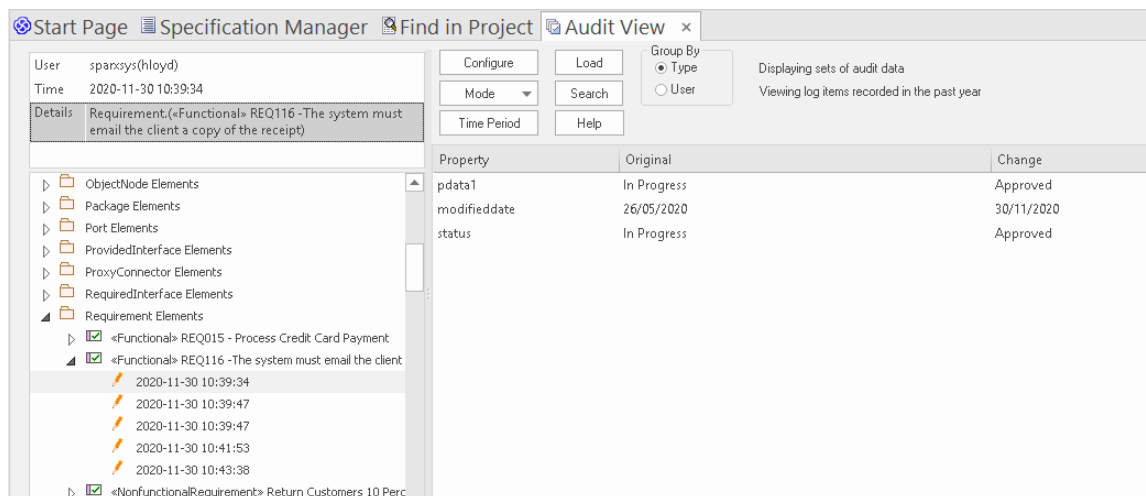 Start Page Specification Manager Find in Project Audit View ×
User sparxsys(hloyd)
Time 2020-11-30 10:39:34
Details Requirement.(«Functional» REQ116 -The system must
email the client a copy of the receipt)
Configure Load
Mode Search
Time Period Help
Group By
Type
User
Displaying sets of audit data
Viewing log items recorded in the past year
ObjectNode Elements
Package Elements
Port Elements
ProvidedInterface Elements
ProxyConnector Elements
RequiredInterface Elements
Requirement Elements
«Functional» REQ015 - Process Credit Card Payment
«Functional» REQ116 -The system must email the client
2020-11-30 10:39:34
2020-11-30 10:39:47
2020-11-30 10:39:47
2020-11-30 10:41:53
2020-11-30 10:43:38
«NonfunctionalRequirement» Return Customers 10 Perc
Property Original Change
pdata1 In Progress Approved
modifieddate 26/05/2020 30/11/2020
status In Progress Approved